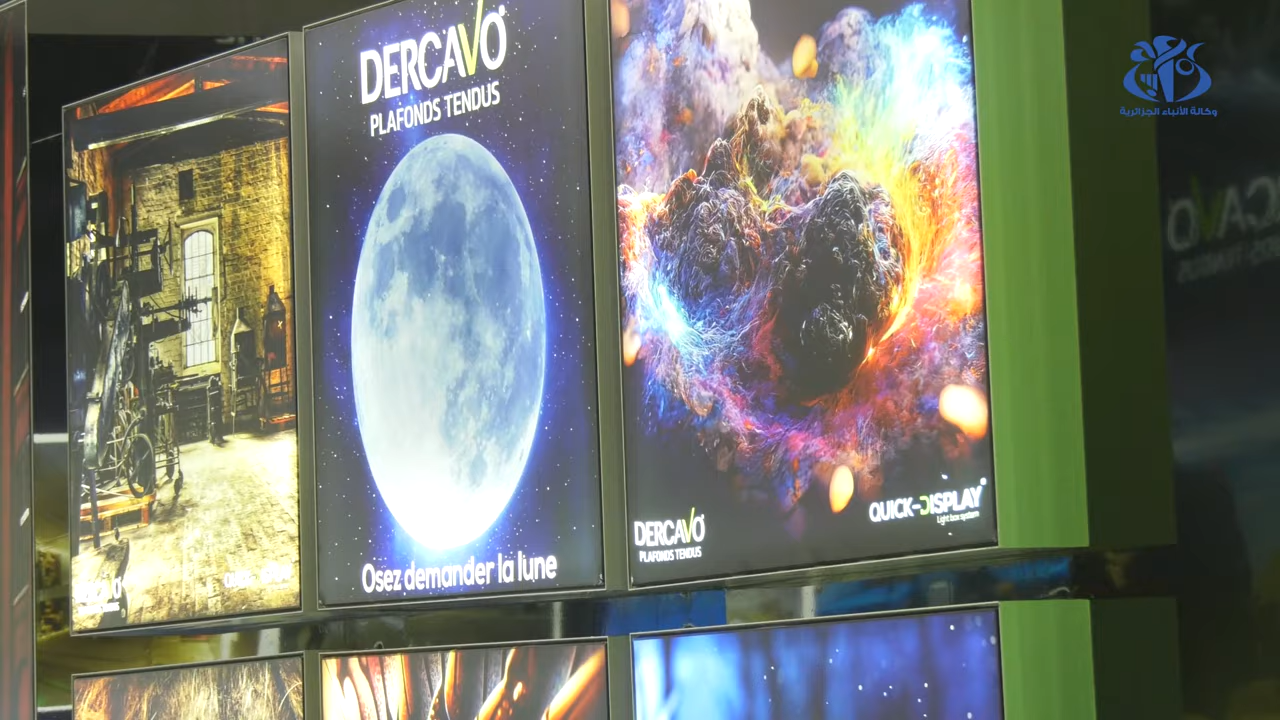 DERCAVO
PLAFONDS TENDUS
Osez demander la lune
DERCAVO
PLAFONDS TENDUS
QUICK-DISPLAY
Light box system
وكالة الأنباء الجزائرية